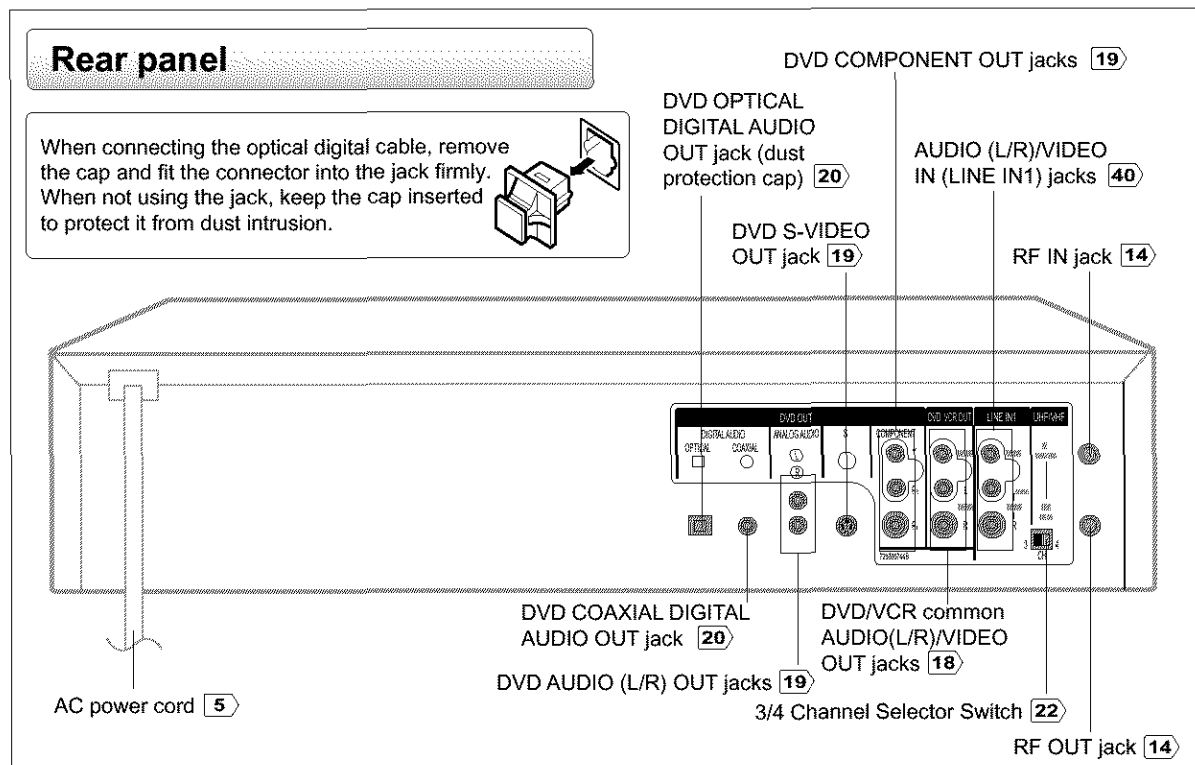 Rear panel
When connecting the optical digital cable, remove
the cap and fit the connector into the jack firmly.
When not using the jack, keep the cap inserted
to protect it from dust intrusion.
DVD COMPONENT OUT jacks 19
DVD OPTICAL
DIGITAL AUDIO
OUT jack (dust
protection cap) 20
AUDIO (L/R)/VIDEO
IN (LINE IN1) jacks 40
DVD S-VIDEO
OUT jack 19
RF IN jack 14
DVD OUT
DVD/VCR OUT
LINE IN1
UHF/VHF
DIGITAL AUDIO
ANALOG AUDIO
S
COMPONENT
OPTICAL
COAXIAL
L
R
Y
IN
L
R
R
3
4
CH
DVD COAXIAL DIGITAL
AUDIO OUT jack 20
DVD/VCR common
AUDIO(L/R)/VIDEO
OUT jacks 18
DVD AUDIO (L/R) OUT jacks 19
AC power cord 5
3/4 Channel Selector Switch 22
RF OUT jack 14